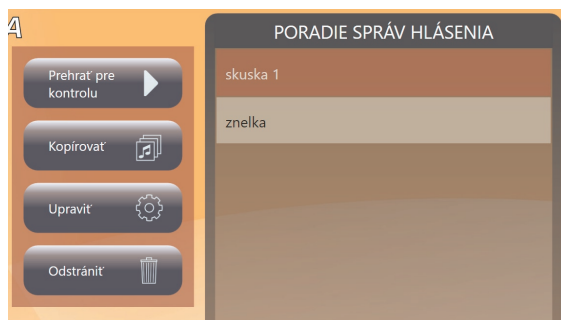 A
PORADIE SPRÁV HLÁSENIA
Prehrať pre
kontrolu
Kopírovať
Upraviť
Odstrániť
skuska 1
znelka